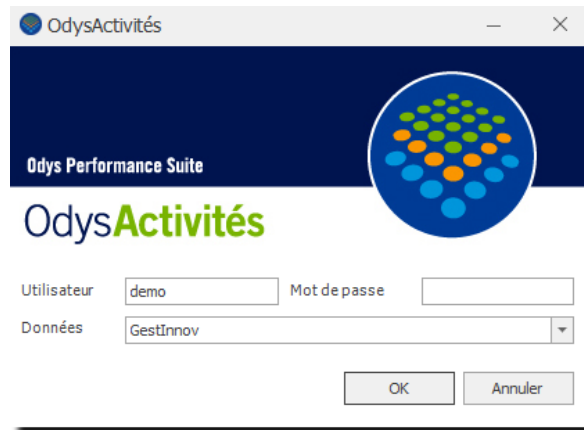 OdysActivités
Odys Performance Suite
OdysActivités
Utilisateur demo Mot de passe
Données GestInnov
OK Annuler